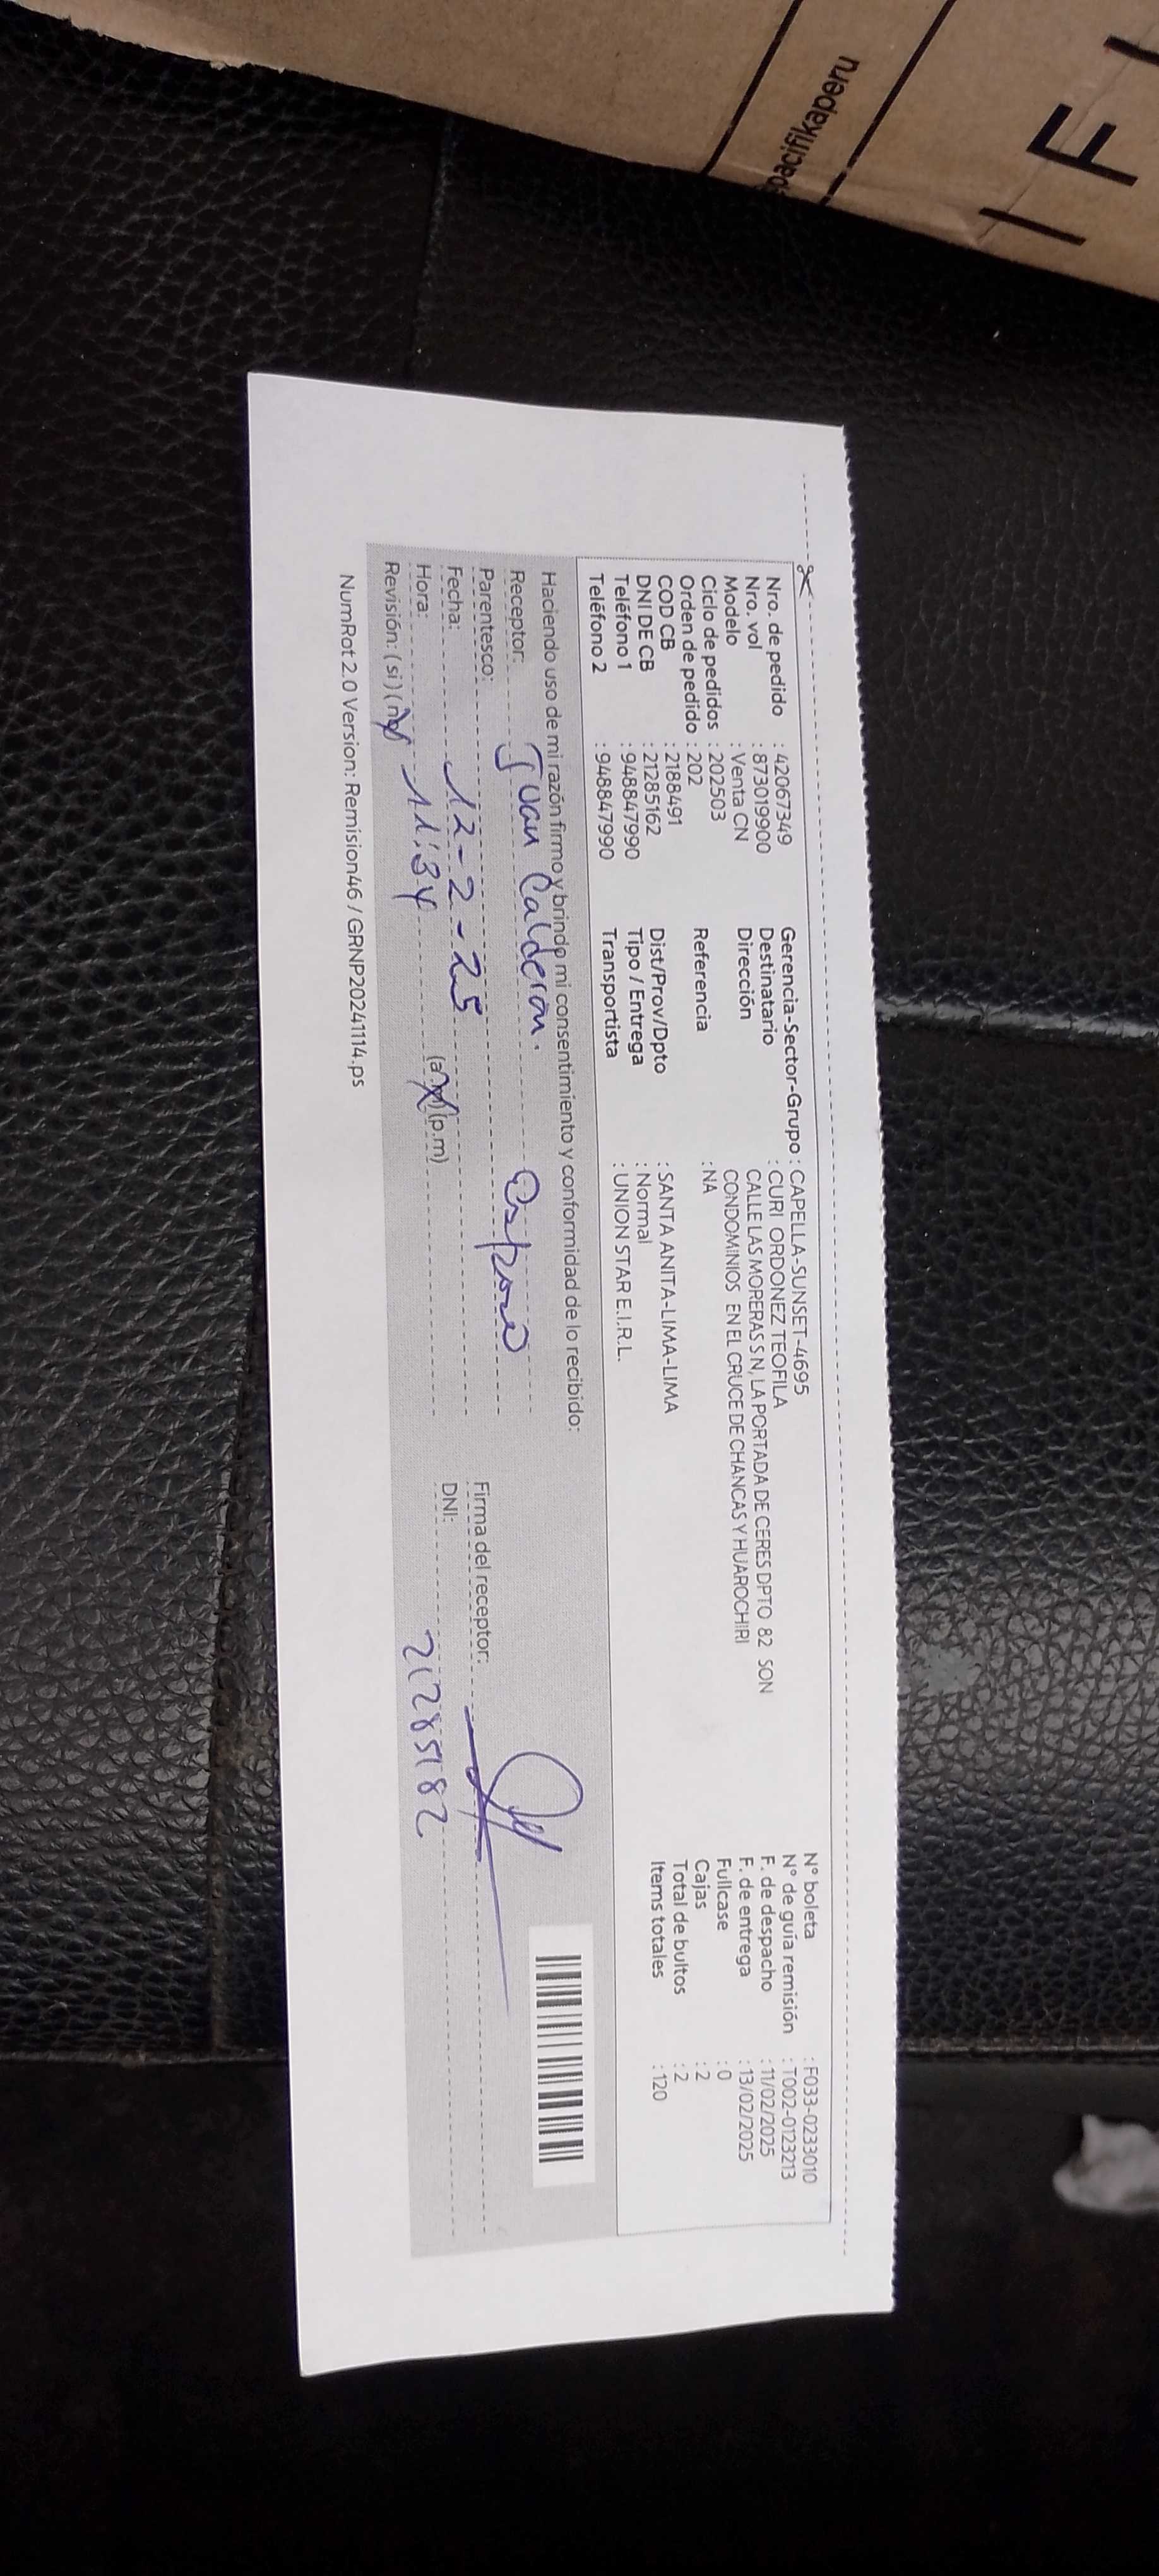 pacifikaperu
I F I
Nro. de pedido : 42067349
Nro. vol : 873019900
Modelo : Venta CN
Ciclo de pedidos : 202503
Orden de pedido : 202
COD CB : 2188491
DNI DE CB : 21285162
Teléfono 1 : 948847990
Teléfono 2 : 948847990
Gerencia-Sector-Grupo : CAPELLA-SUNSET-4695
Destinatario : CURI ORDONEZ TEOFILA
Dirección CALLE LAS MOPERAS S N, LA PORTADA DE CERES DPTO 82 SON
CONDOMINIOS EN EL CRUCE DE CHANCAS Y HUAROCHIRI
Referencia : NA
Dist/Prov/Dpto : SANTA ANITA-LIMA-LIMA
Tipo / Entrega : Normal
Transportista : UNION STAR E.I.R.L.
N° boleta : F033-0233010
N° de guía remisión : T002-0123213
F. de despacho : 11/02/2025
F. de entrega : 13/02/2025
Fullcase : 0
Cajas : 2
Total de bultos : 2
Items totales : 120
Haciendo uso de mi razón firmo y brindo mi consentimiento y conformidad de lo recibido:
Receptor: Juan Calderon. Esposo
Parentesco:
Fecha: 12-2-25
Hora: 11:34 (a.m) (p.m)
Revisión: (si) (no)
Firma del receptor:
DNI: 21285182
NumRot 2.0 Version: Remision46 / GRNP20241114.ps